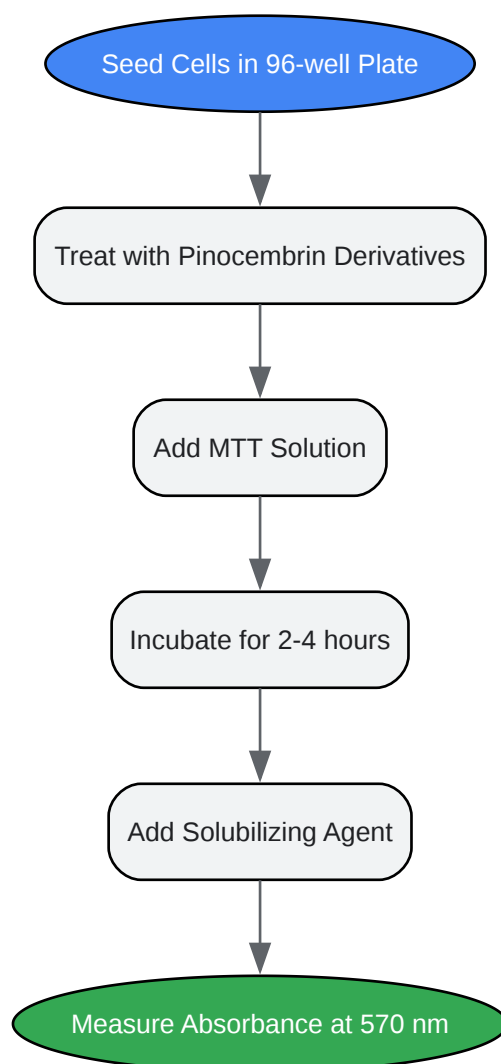 Seed Cells in 96-well Plate
Treat with Pinocembrin Derivatives
Add MTT Solution
Incubate for 2-4 hours
Add Solubilizing Agent
Measure Absorbance at 570 nm